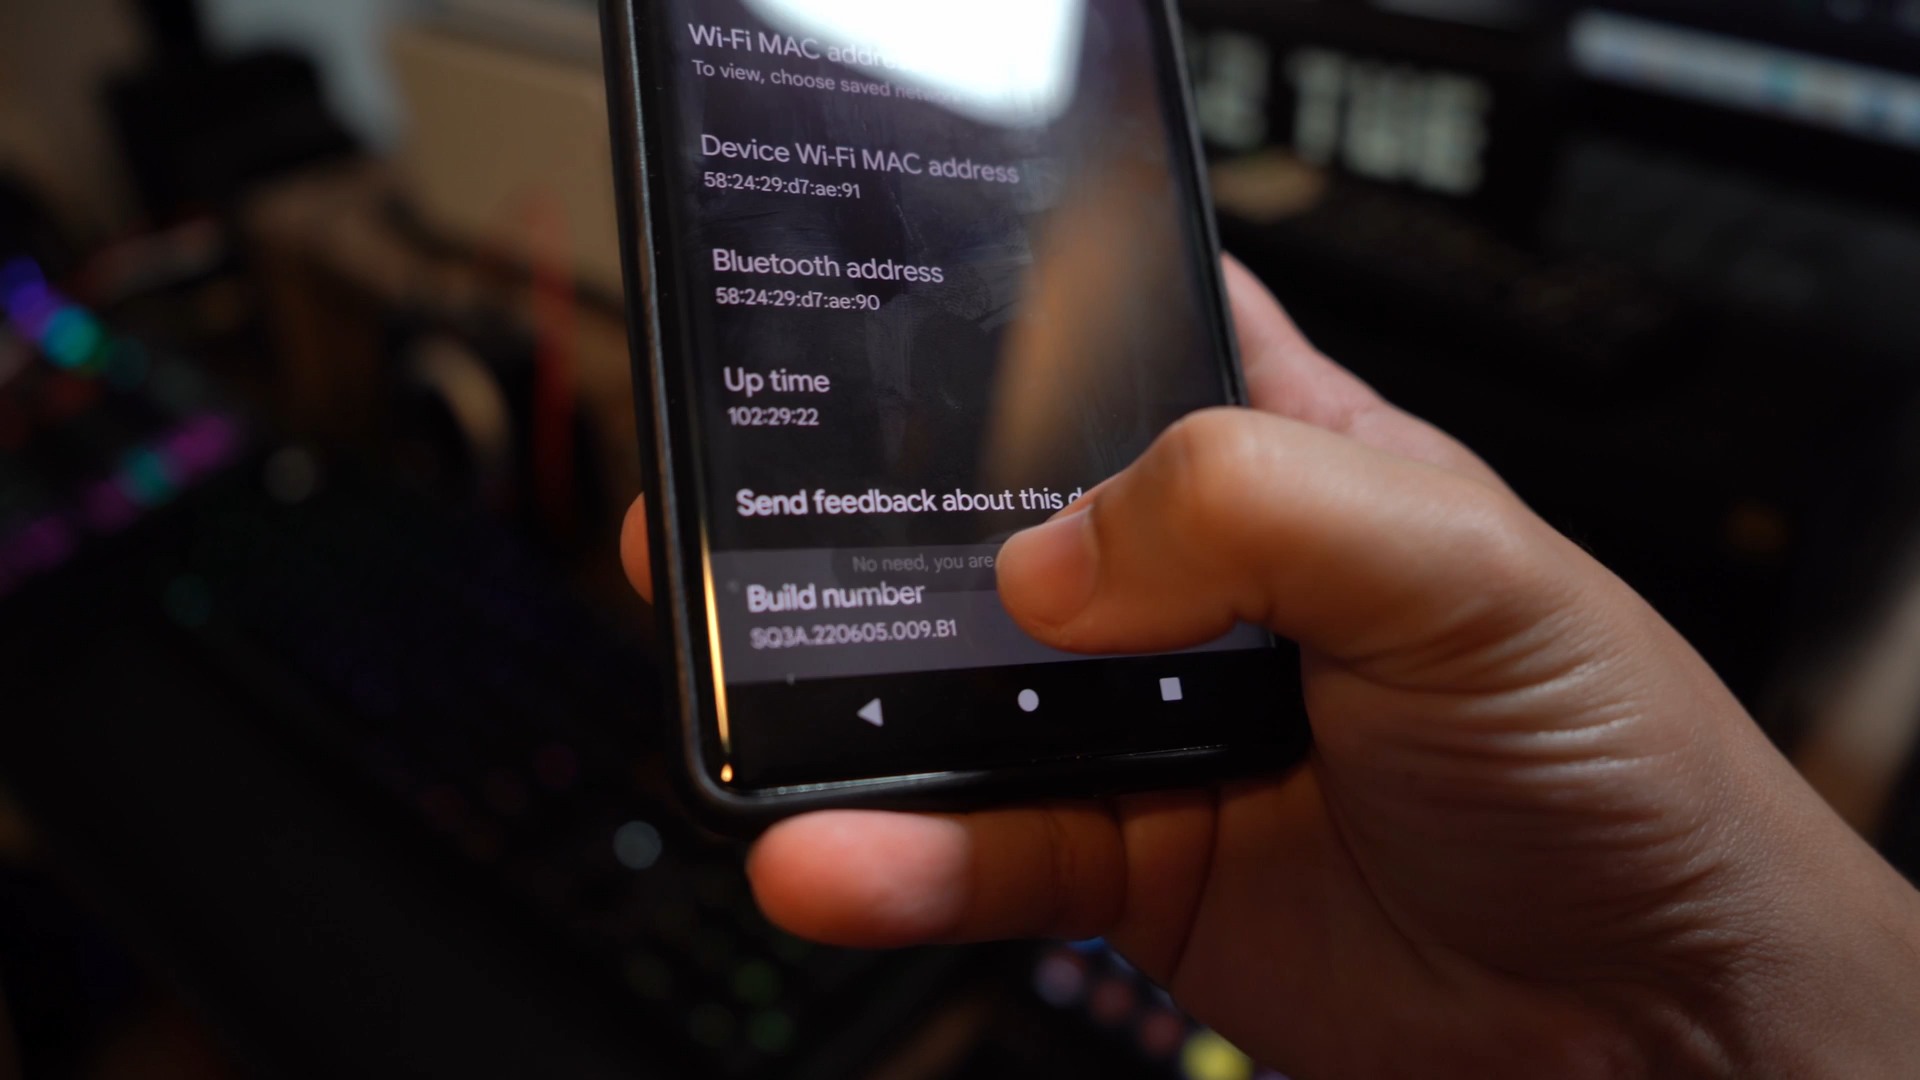 Wi-Fi MAC addre
To view, choose saved
Device Wi-Fi MAC address
58:24:29:d7:ae:91
Bluetooth address
58:24:29:d7:ae:90
Up time
102:29:22
Send feedback about this d
No need, you are
Build number
SQ3A.220605.009.B1